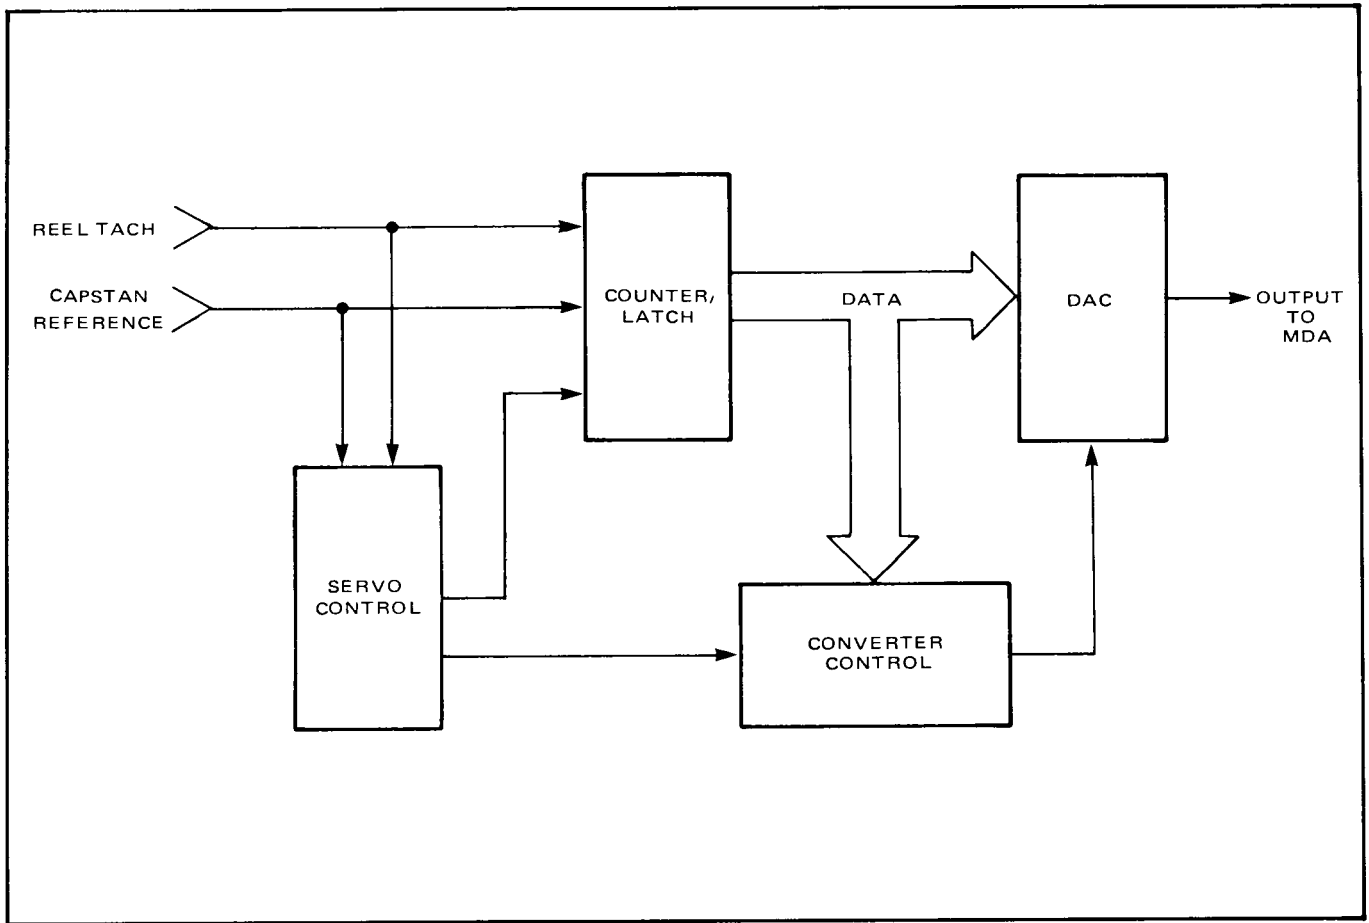 REEL TACH
CAPSTAN
REFERENCE
COUNTER/
LATCH
DATA
DAC
OUTPUT
TO
MDA
SERVO
CONTROL
CONVERTER
CONTROL